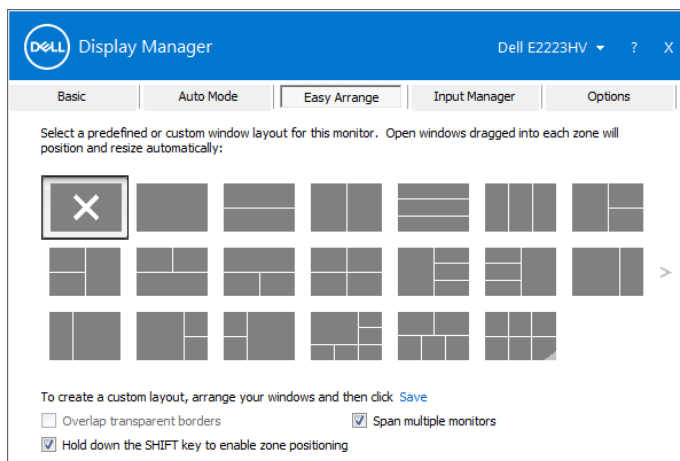 DELL Display Manager Dell E2223HV ? X
Basic Auto Mode Easy Arrange Input Manager Options
Select a predefined or custom window layout for this monitor. Open windows dragged into each zone will
position and resize automatically:
>
To create a custom layout, arrange your windows and then click Save
Overlap transparent borders Span multiple monitors
Hold down the SHIFT key to enable zone positioning